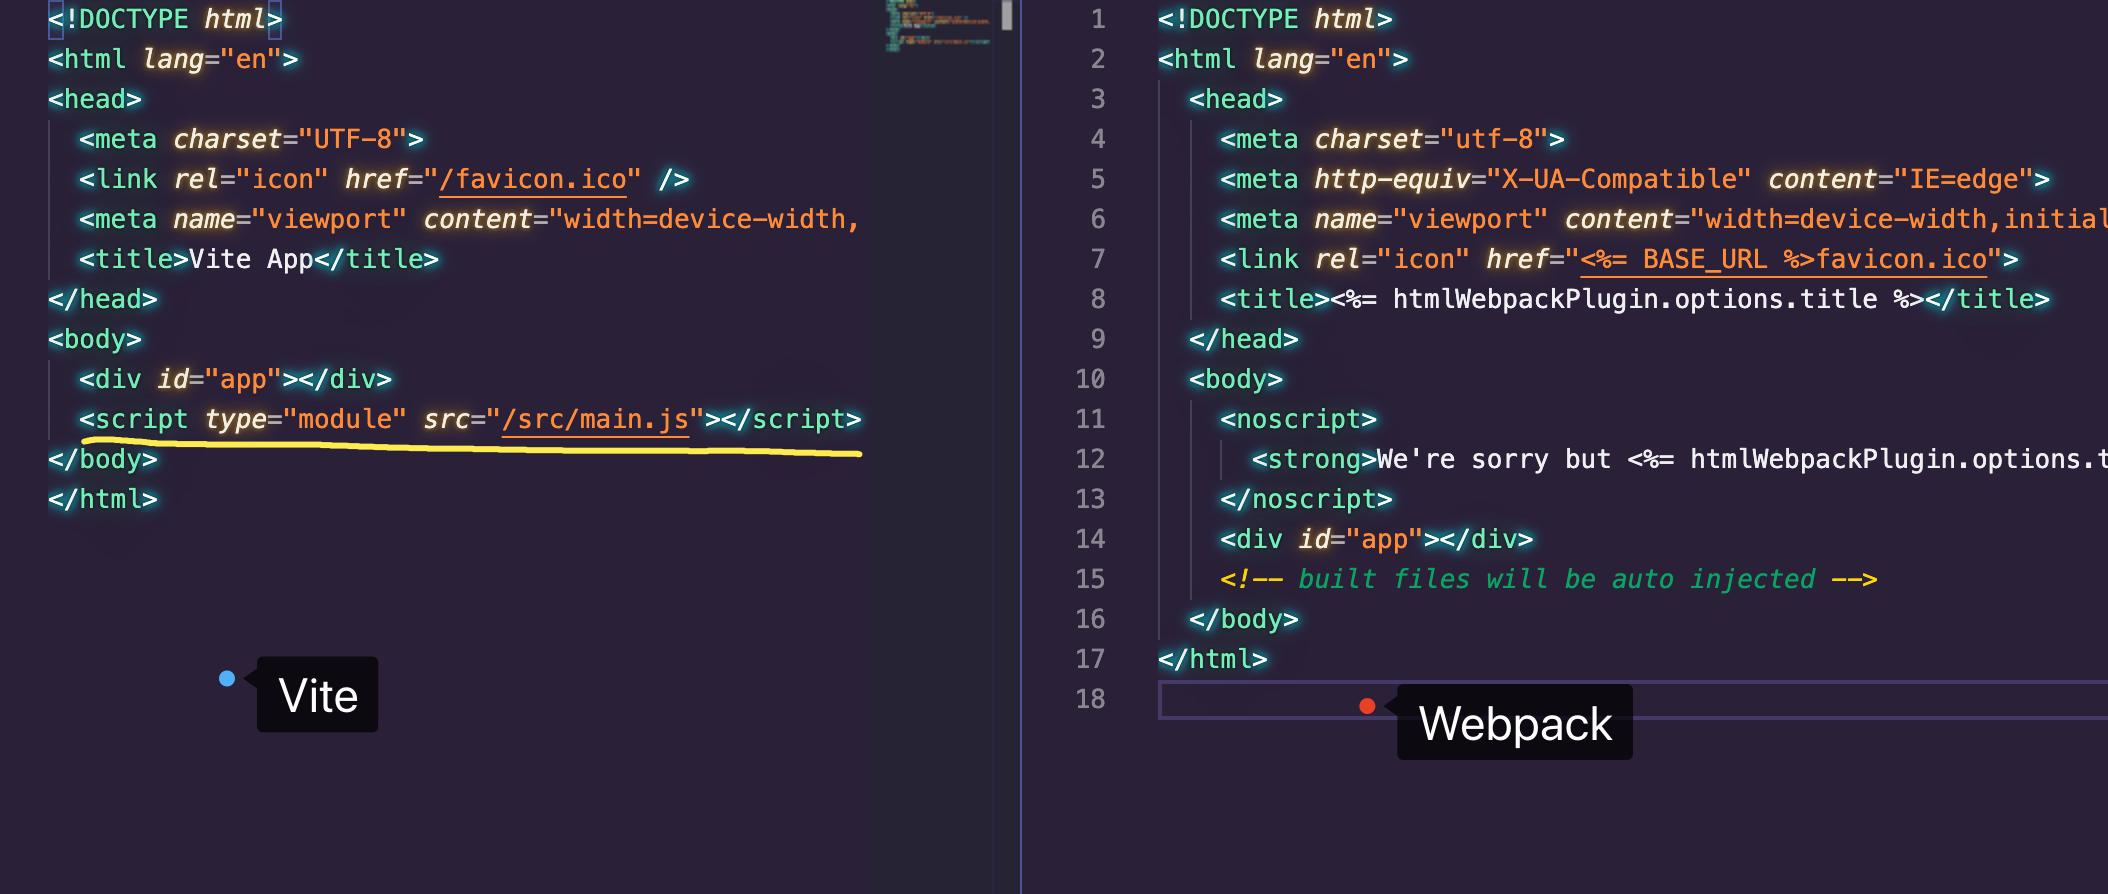 <!DOCTYPE html>
<html lang="en">
<head>
<meta charset="UTF-8">
<link rel="icon" href="/favicon.ico" />
<meta name="viewport" content="width=device-width,
<title>Vite App</title>
</head>
<body>
<div id="app"></div>
<script type="module" src="/src/main.js"></script>
</body>
</html>
Vite
1 <!DOCTYPE html>
2 <html lang="en">
3 <head>
4 <meta charset="utf-8">
5 <meta http-equiv="X-UA-Compatible" content="IE=edge">
6 <meta name="viewport" content="width=device-width,initial
7 <link rel="icon" href="<%= BASE_URL %>favicon.ico">
8 <title><%= htmlWebpackPlugin.options.title %></title>
9 </head>
10 <body>
11 <noscript>
12 <strong>We're sorry but <%= htmlWebpackPlugin.options.t
13 </noscript>
14 <div id="app"></div>
15 <!-- built files will be auto injected -->
16 </body>
17 </html>
18
Webpack